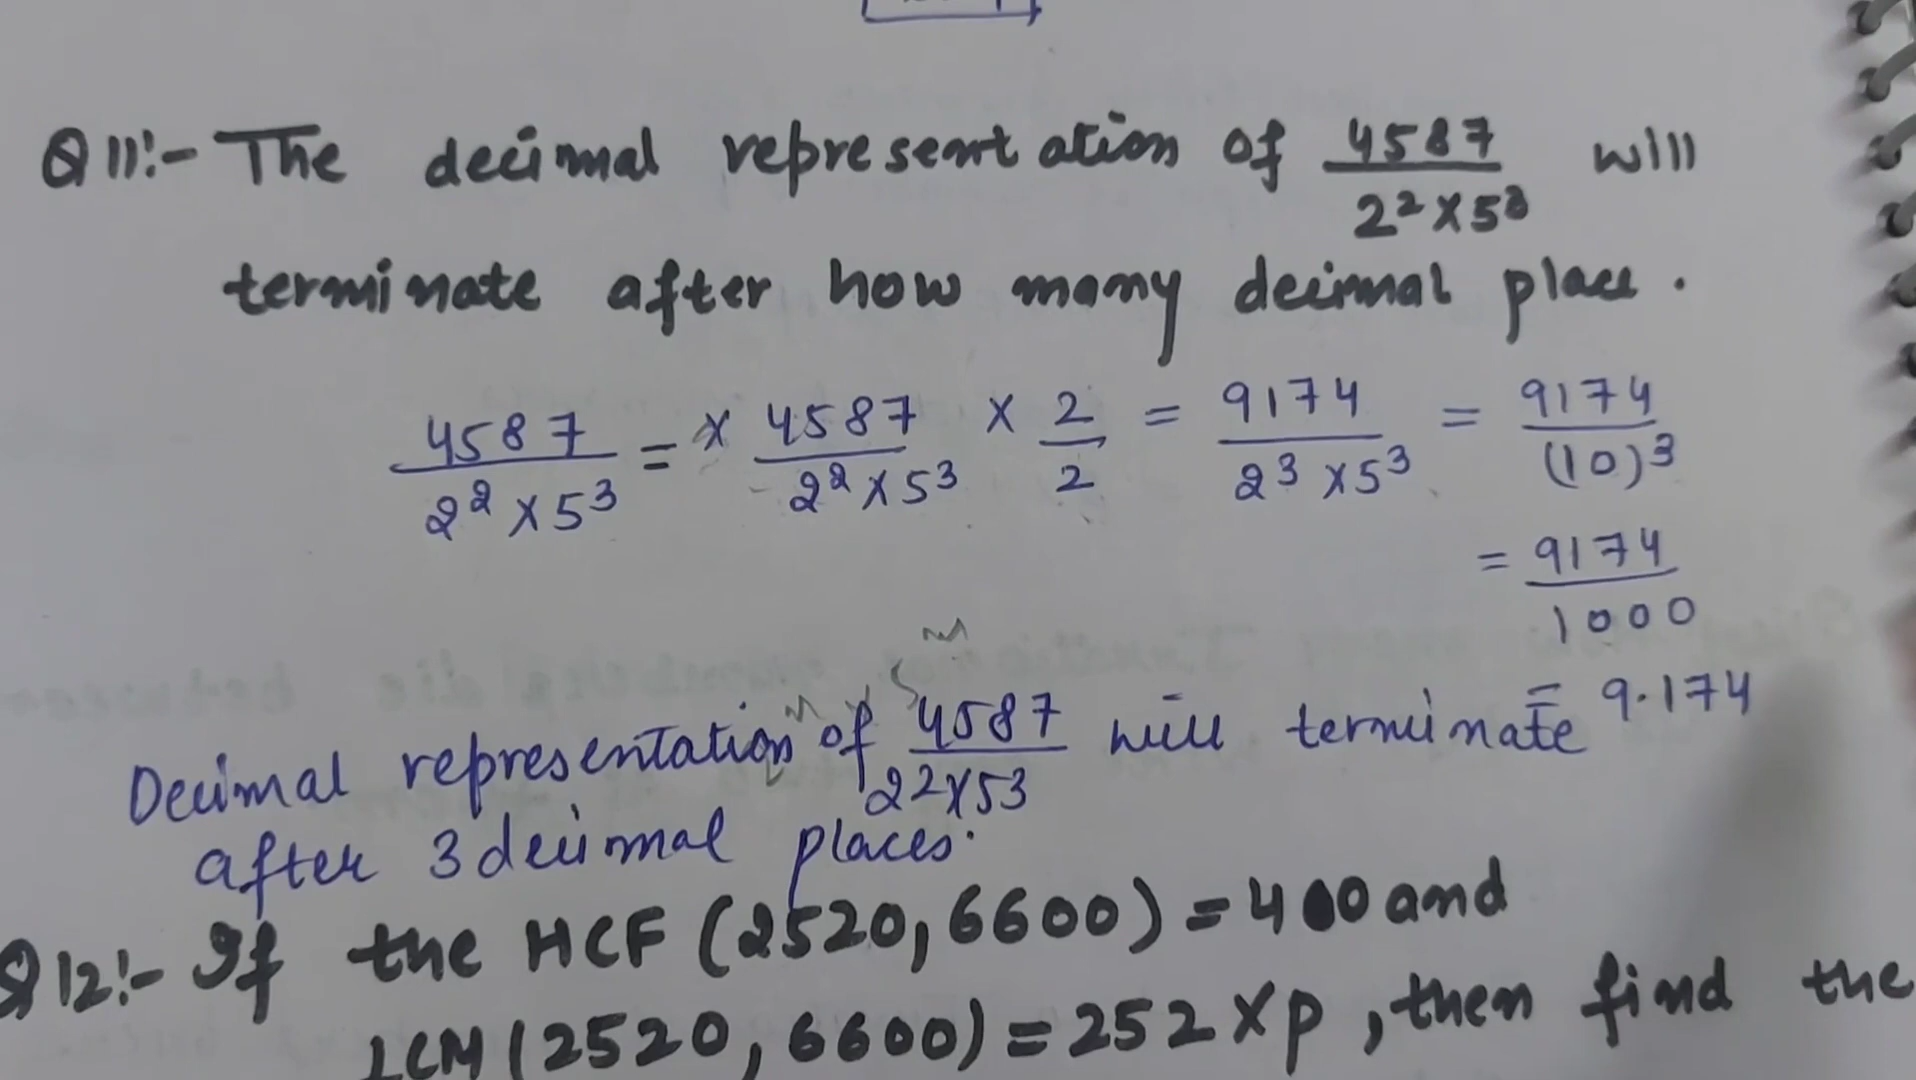 Q11:- The decimal representation of 4587/2²×5³ will
terminate after how many decimal place.
4587/2²×5³ = × 4587/2²×5³ × 2/2 = 9174/2³×5³ = 9174/(10)³
= 9174/1000
= 9.174
Decimal representation of 4587/2²×5³ will terminate
after 3 decimal places.
Q12:- If the HCF (2520, 6600) = 400 and
LCM (2520, 6600) = 252 × p, then find the